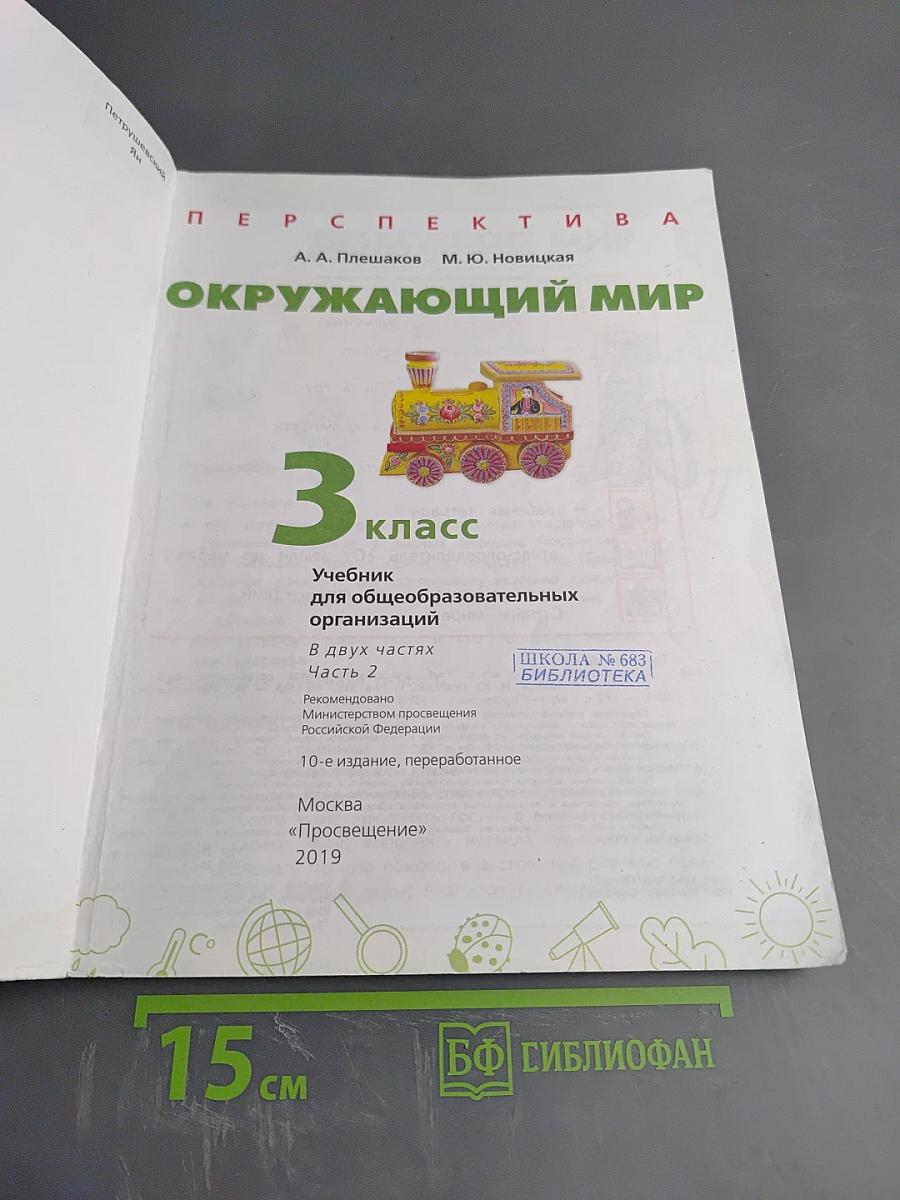 Петрушевский
Ян
ПЕРСПЕКТИВА
А. А. Плешаков М. Ю. Новицкая
ОКРУЖАЮЩИЙ МИР
3 класс
Учебник
для общеобразовательных
организаций
В двух частях
Часть 2
ШКОЛА № 683
БИБЛИОТЕКА
Рекомендовано
Министерством просвещения
Российской Федерации
10-е издание, переработанное
Москва
«Просвещение»
2019
С°
15 см
БФ СИБЛИОФАН